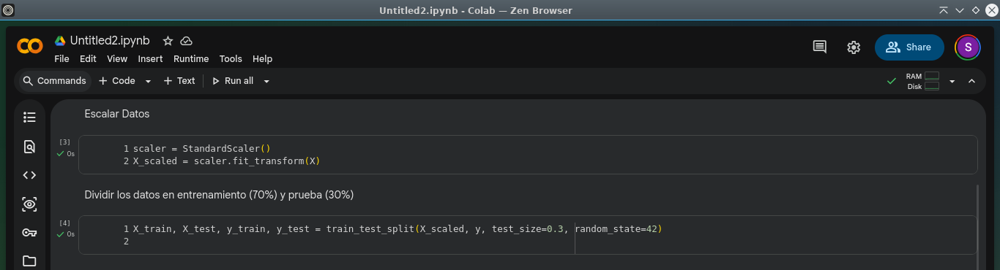 Untitled2.ipynb - Colab — Zen Browser
Untitled2.ipynb
File Edit View Insert Runtime Tools Help
Share
S
Commands + Code + Text Run all
RAM
Disk
Escalar Datos
[3]
0s
1 scaler = StandardScaler()
2 X_scaled = scaler.fit_transform(X)
Dividir los datos en entrenamiento (70%) y prueba (30%)
[4]
0s
1 X_train, X_test, y_train, y_test = train_test_split(X_scaled, y, test_size=0.3, random_state=42)
2